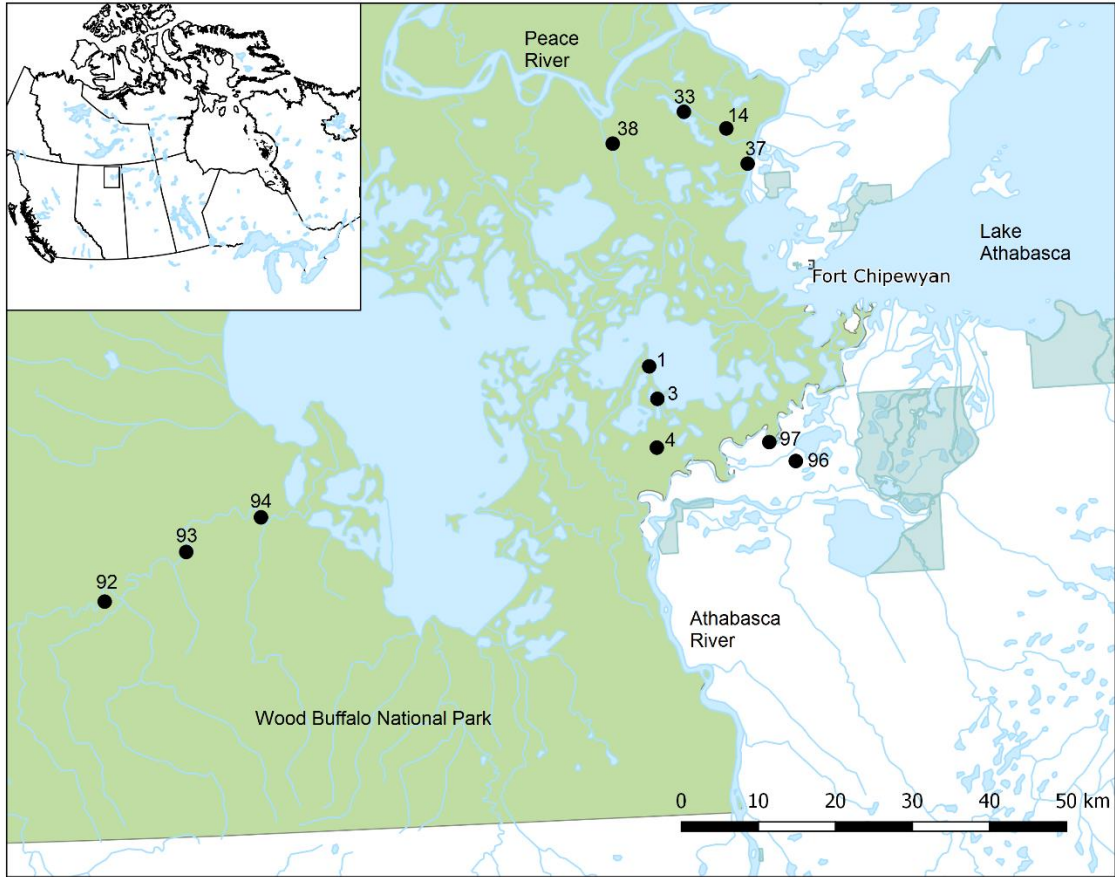 Peace
River
33
14
38
37
Lake
Athabasca
Fort Chipewyan
1
3
4
97
96
94
93
92
Athabasca
River
Wood Buffalo National Park
0 10 20 30 40 50 km